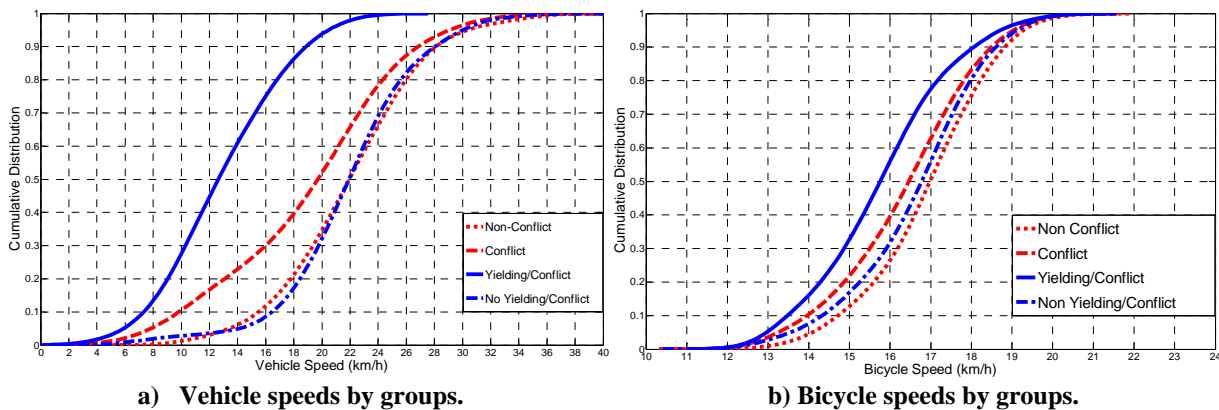 Cumulative Distribution
1
0.9
0.8
0.7
0.6
0.5
0.4
0.3
0.2
0.1
0
0 2 4 6 8 10 12 14 16 18 20 22 24 26 28 30 32 34 36 38 40
Vehicle Speed (km/h)
Non-Conflict
Conflict
Yielding/Conflict
No Yielding/Conflict
a) Vehicle speeds by groups.
Cumulative Distribution
1
0.9
0.8
0.7
0.6
0.5
0.4
0.3
0.2
0.1
0
10 11 12 13 14 15 16 17 18 19 20 21 22 23 24
Bicycle Speed (km/h)
Non Conflict
Conflict
Yielding/Conflict
Non Yielding/Conflict
b) Bicycle speeds by groups.